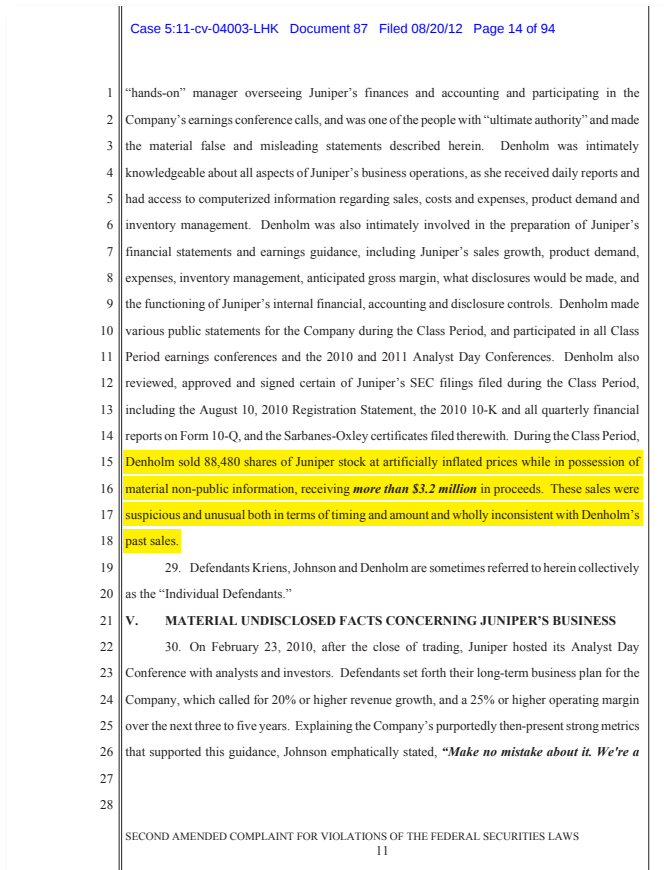 Case 5:11-cv-04003-LHK Document 87 Filed 08/20/12 Page 14 of 94
1 “hands-on” manager overseeing Juniper’s finances and accounting and participating in the
2 Company’s earnings conference calls, and was one of the people with “ultimate authority” and made
3 the material false and misleading statements described herein. Denholm was intimately
4 knowledgeable about all aspects of Juniper’s business operations, as she received daily reports and
5 had access to computerized information regarding sales, costs and expenses, product demand and
6 inventory management. Denholm was also intimately involved in the preparation of Juniper’s
7 financial statements and earnings guidance, including Juniper’s sales growth, product demand,
8 expenses, inventory management, anticipated gross margin, what disclosures would be made, and
9 the functioning of Juniper’s internal financial, accounting and disclosure controls. Denholm made
10 various public statements for the Company during the Class Period, and participated in all Class
11 Period earnings conferences and the 2010 and 2011 Analyst Day Conferences. Denholm also
12 reviewed, approved and signed certain of Juniper’s SEC filings filed during the Class Period,
13 including the August 10, 2010 Registration Statement, the 2010 10-K and all quarterly financial
14 reports on Form 10-Q, and the Sarbanes-Oxley certificates filed therewith. During the Class Period,
15 Denholm sold 88,480 shares of Juniper stock at artificially inflated prices while in possession of
16 material non-public information, receiving more than $3.2 million in proceeds. These sales were
17 suspicious and unusual both in terms of timing and amount and wholly inconsistent with Denholm’s
18 past sales.
19 29. Defendants Kriens, Johnson and Denholm are sometimes referred to herein collectively
20 as the “Individual Defendants.”
21 V. MATERIAL UNDISCLOSED FACTS CONCERNING JUNIPER’S BUSINESS
22 30. On February 23, 2010, after the close of trading, Juniper hosted its Analyst Day
23 Conference with analysts and investors. Defendants set forth their long-term business plan for the
24 Company, which called for 20% or higher revenue growth, and a 25% or higher operating margin
25 over the next three to five years. Explaining the Company’s purportedly then-present strong metrics
26 that supported this guidance, Johnson emphatically stated, “Make no mistake about it. We're a
27
28
SECOND AMENDED COMPLAINT FOR VIOLATIONS OF THE FEDERAL SECURITIES LAWS
11